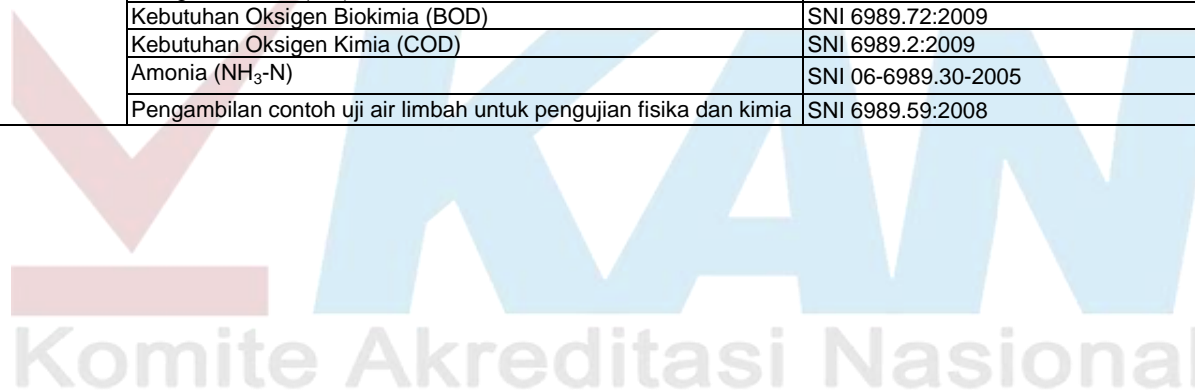 Kebutuhan Oksigen Biokimia (BOD) SNI 6989.72:2009
Kebutuhan Oksigen Kimia (COD) SNI 6989.2:2009
Amonia (NH₃-N) SNI 06-6989.30-2005
Pengambilan contoh uji air limbah untuk pengujian fisika dan kimia SNI 6989.59:2008
KAN
Komite Akreditasi Nasional